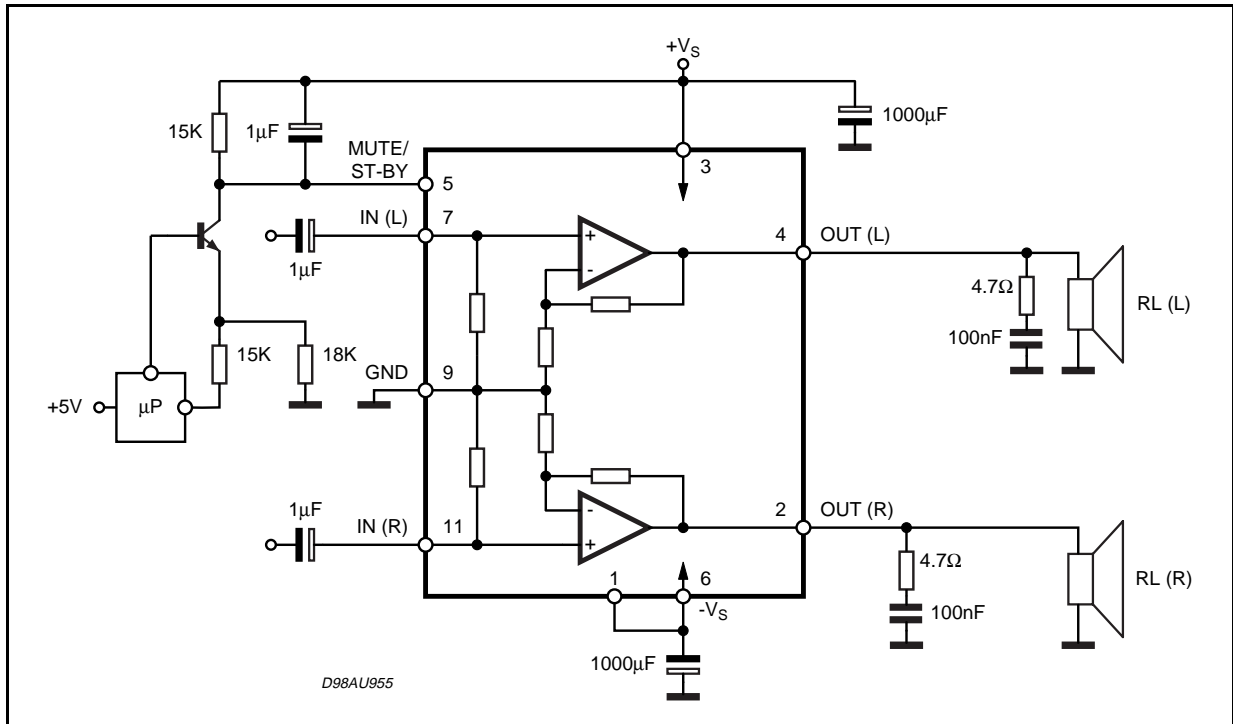 +VS
15K
1µF
1000µF
MUTE/
ST-BY
5
3
IN (L)
7
1µF
+
-
4
OUT (L)
4.7Ω
100nF
RL (L)
15K
18K
GND
9
+5V
µP
1µF
IN (R)
11
-
+
2
OUT (R)
4.7Ω
100nF
RL (R)
1
6
-VS
1000µF
D98AU955